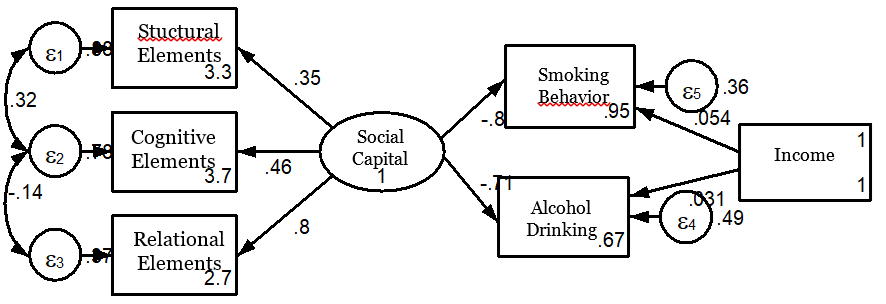 Stuctural
Elements
3.3
ε1
.32
.35
Cognitive
Elements
3.7
ε2
.46
-.14
Relational
Elements
2.7
ε3
.8
Social
Capital
1
-.8
-.71
Smoking
Behavior
.95
ε5
.36
.054
Income
1
1
.031
Alcohol
Drinking
.67
ε4
.49